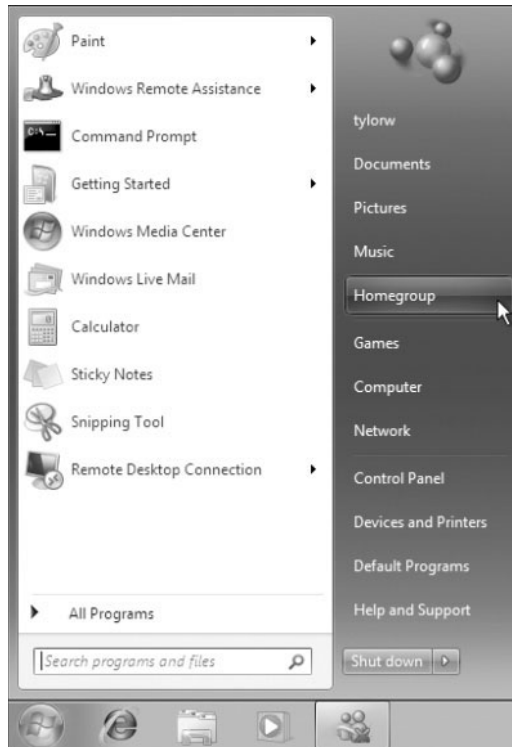 Paint
Windows Remote Assistance
Command Prompt
Getting Started
Windows Media Center
Windows Live Mail
Calculator
Sticky Notes
Snipping Tool
Remote Desktop Connection
All Programs
Search programs and files
tylorw
Documents
Pictures
Music
Homegroup
Games
Computer
Network
Control Panel
Devices and Printers
Default Programs
Help and Support
Shut down